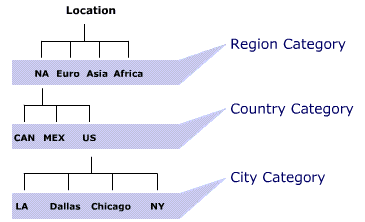 Location
Region Category
NA Euro Asia Africa
Country Category
CAN MEX US
City Category
LA Dallas Chicago NY